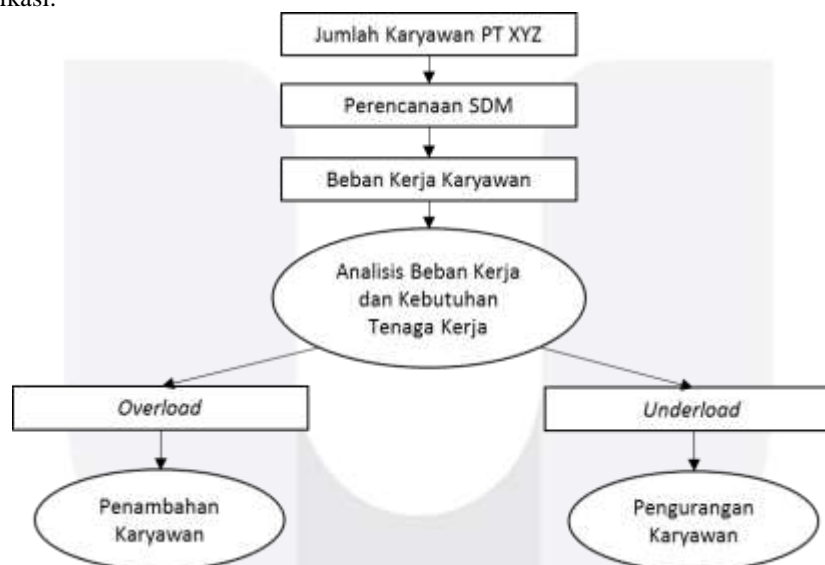 Jumlah Karyawan PT XYZ
Perencanaan SDM
Beban Kerja Karyawan
Analisis Beban Kerja
dan Kebutuhan
Tenaga Kerja
Overload
Underload
Penambahan
Karyawan
Pengurangan
Karyawan